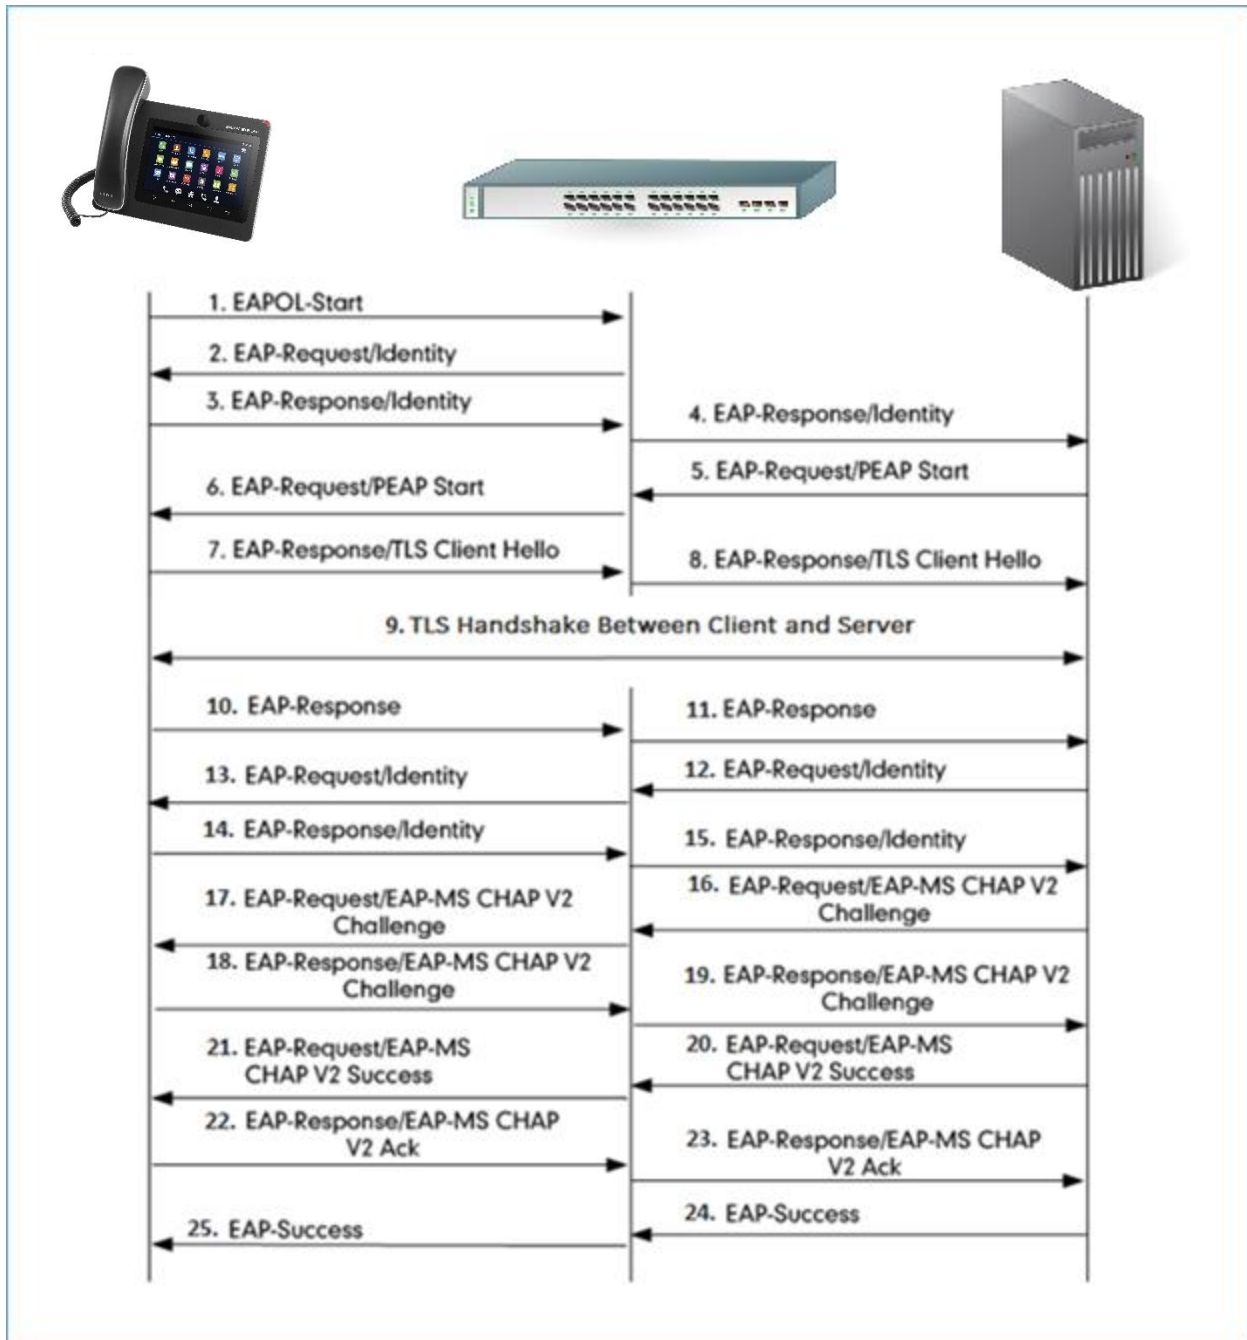 1. EAPOL-Start
2. EAP-Request/Identity
3. EAP-Response/Identity
4. EAP-Response/Identity
5. EAP-Request/PEAP Start
6. EAP-Request/PEAP Start
7. EAP-Response/TLS Client Hello
8. EAP-Response/TLS Client Hello
9. TLS Handshake Between Client and Server
10. EAP-Response
11. EAP-Response
12. EAP-Request/Identity
13. EAP-Request/Identity
14. EAP-Response/Identity
15. EAP-Response/Identity
16. EAP-Request/EAP-MS CHAP V2
Challenge
17. EAP-Request/EAP-MS CHAP V2
Challenge
18. EAP-Response/EAP-MS CHAP V2
Challenge
19. EAP-Response/EAP-MS CHAP V2
Challenge
20. EAP-Request/EAP-MS
CHAP V2 Success
21. EAP-Request/EAP-MS
CHAP V2 Success
22. EAP-Response/EAP-MS CHAP
V2 Ack
23. EAP-Response/EAP-MS CHAP
V2 Ack
24. EAP-Success
25. EAP-Success